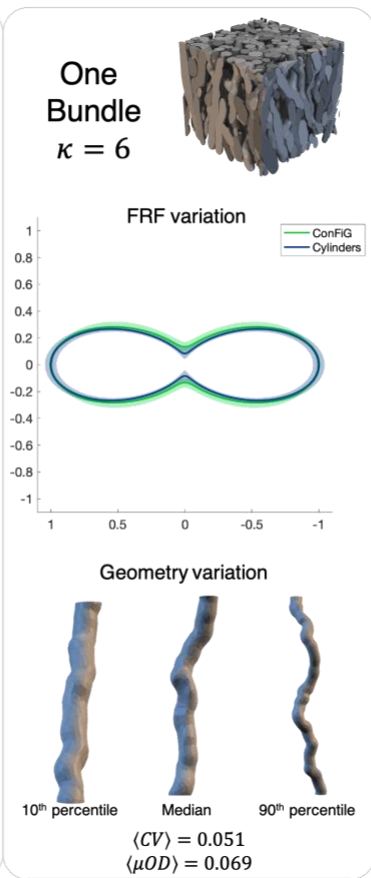 One
Bundle
κ = 6
FRF variation
ConFiG
Cylinders
1
0.8
0.6
0.4
0.2
0
-0.2
-0.4
-0.6
-0.8
-1
1 0.5 0 -0.5 -1
Geometry variation
10th percentile Median 90th percentile
⟨CV⟩ = 0.051
⟨μOD⟩ = 0.069